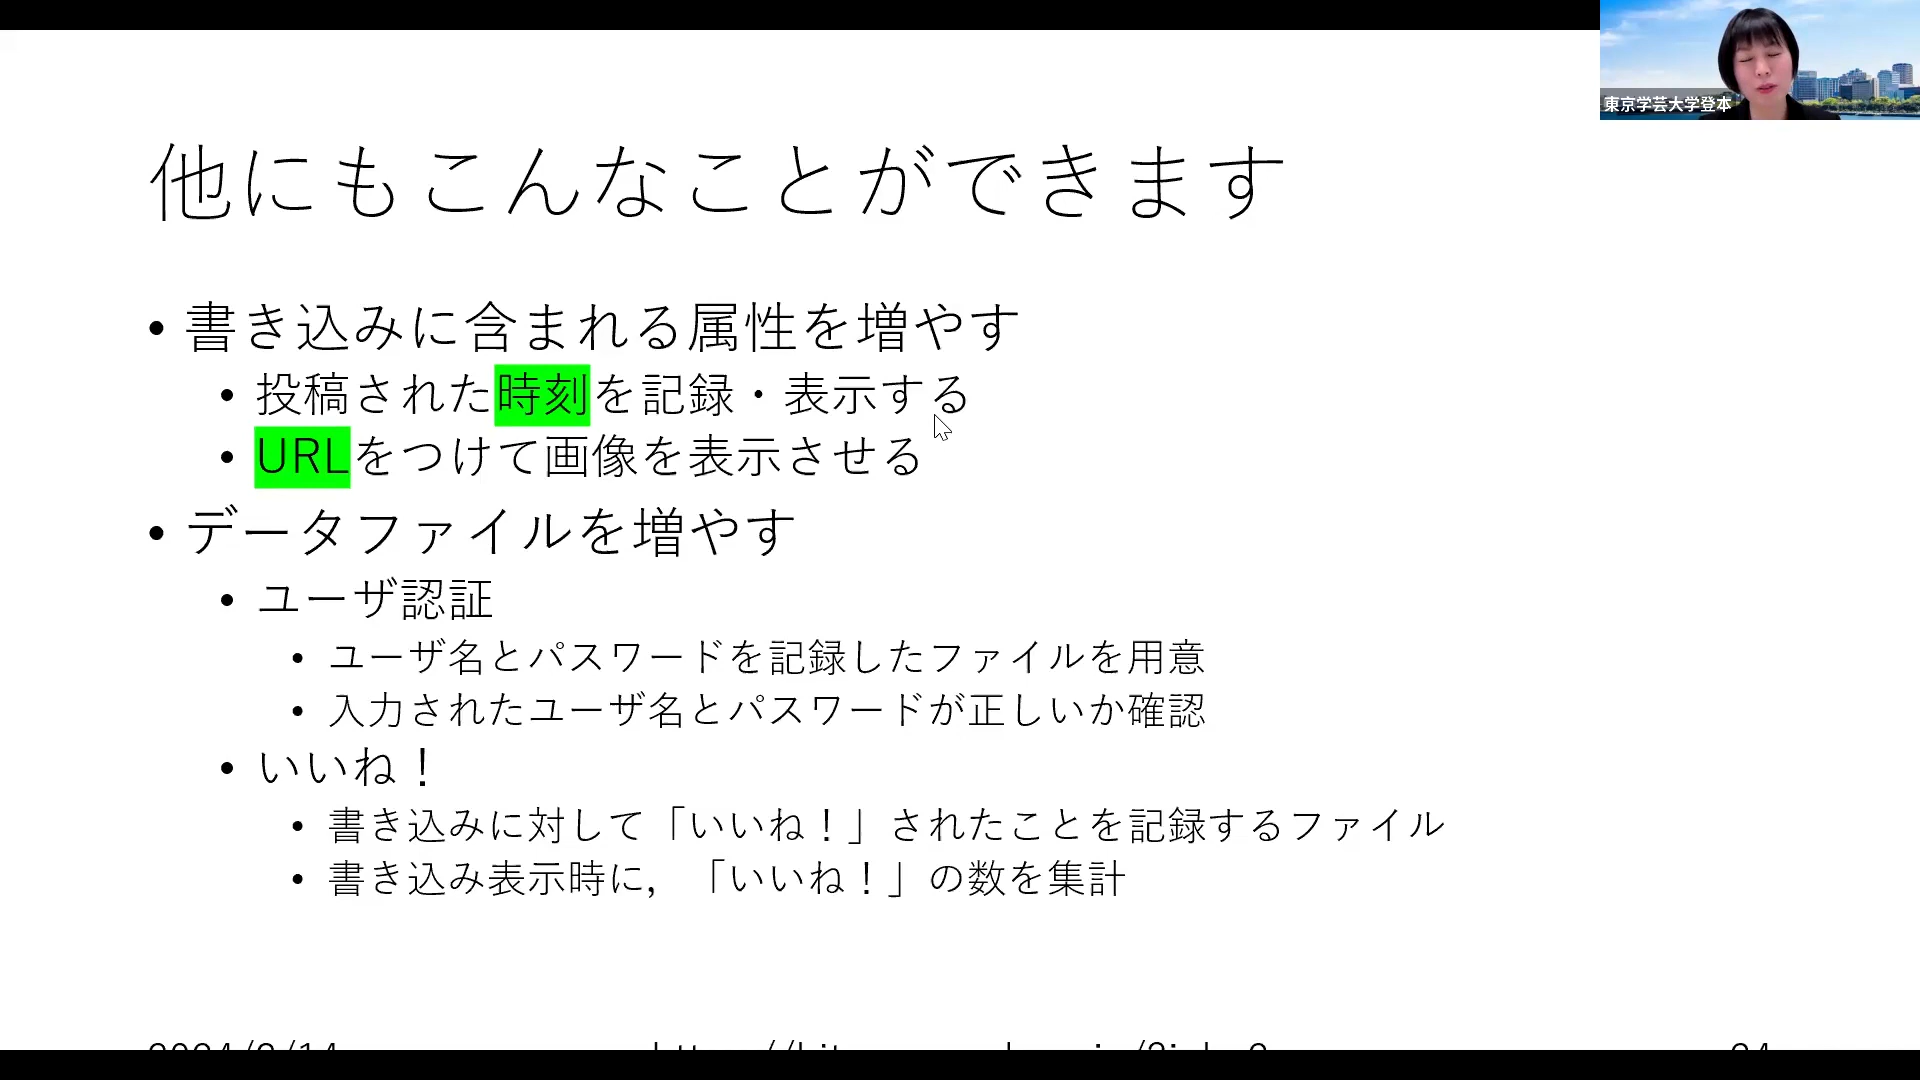 東京学芸大学登本
他にもこんなことができます
• 書き込みに含まれる属性を増やす
• 投稿された時刻を記録・表示する
• URLをつけて画像を表示させる
• データファイルを増やす
• ユーザ認証
• ユーザ名とパスワードを記録したファイルを用意
• 入力されたユーザ名とパスワードが正しいか確認
• いいね！
• 書き込みに対して「いいね！」されたことを記録するファイル
• 書き込み表示時に，「いいね！」の数を集計